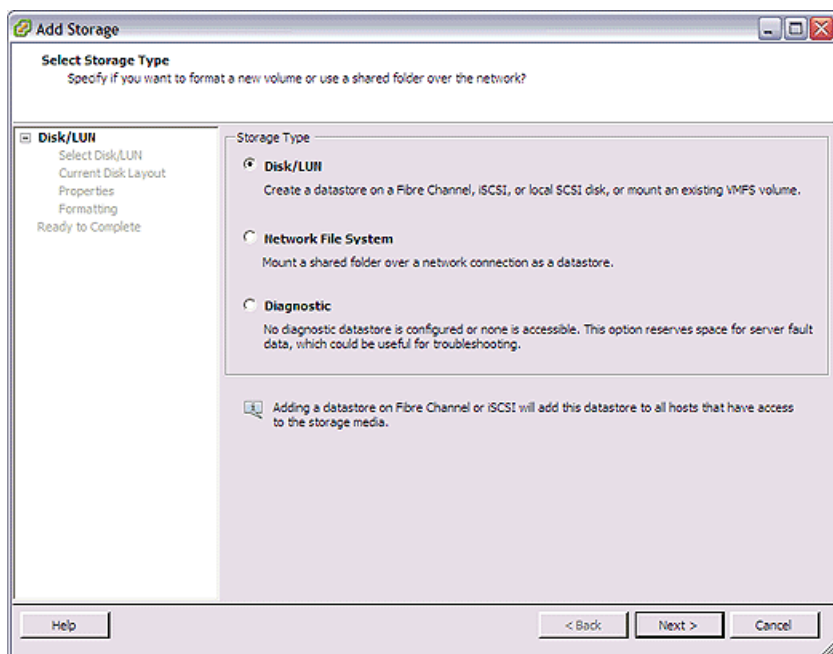 Add Storage
Select Storage Type
Specify if you want to format a new volume or use a shared folder over the network?
Disk/LUN
Select Disk/LUN
Current Disk Layout
Properties
Formatting
Ready to Complete
Storage Type
Disk/LUN
Create a datastore on a Fibre Channel, iSCSI, or local SCSI disk, or mount an existing VMFS volume.
Network File System
Mount a shared folder over a network connection as a datastore.
Diagnostic
No diagnostic datastore is configured or none is accessible. This option reserves space for server fault
data, which could be useful for troubleshooting.
Adding a datastore on Fibre Channel or iSCSI will add this datastore to all hosts that have access
to the storage media.
Help
< Back
Next >
Cancel